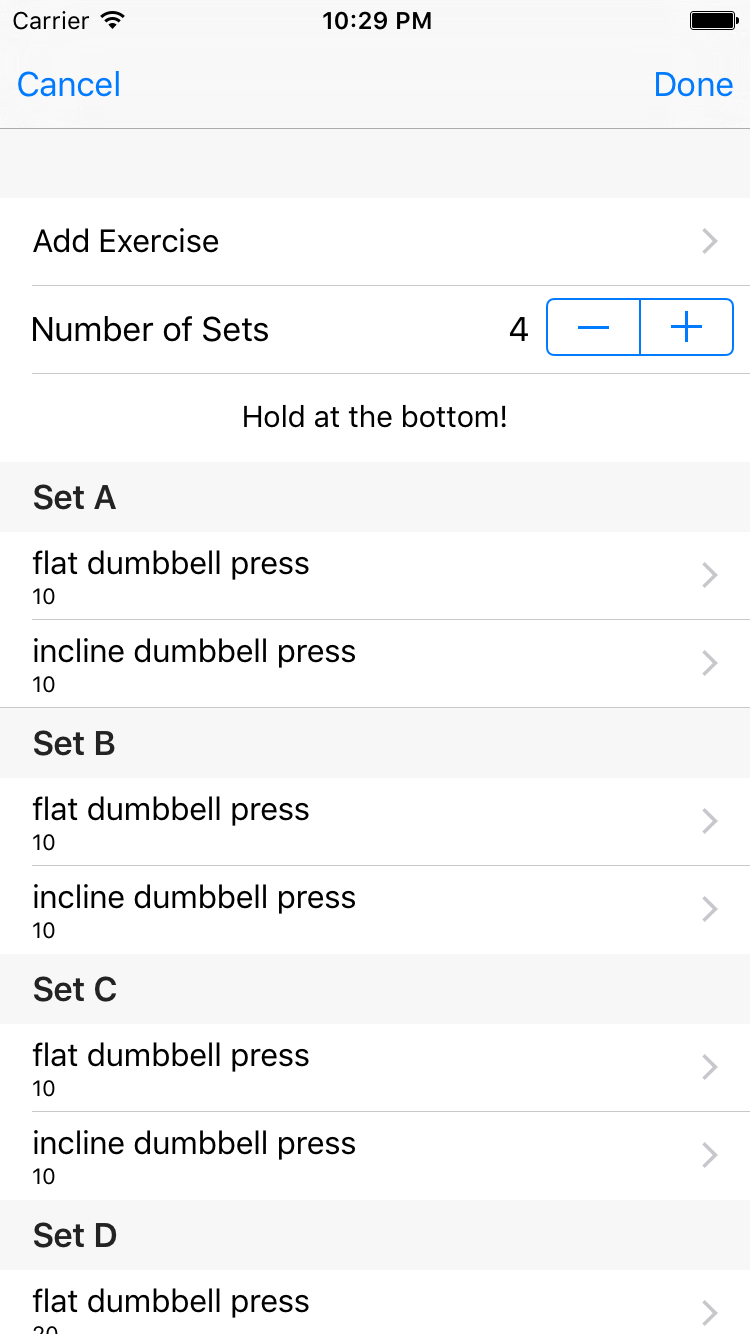 Carrier 10:29 PM
Cancel Done
Add Exercise
Number of Sets 4
Hold at the bottom!
Set A
flat dumbbell press
10
incline dumbbell press
10
Set B
flat dumbbell press
10
incline dumbbell press
10
Set C
flat dumbbell press
10
incline dumbbell press
10
Set D
flat dumbbell press
20